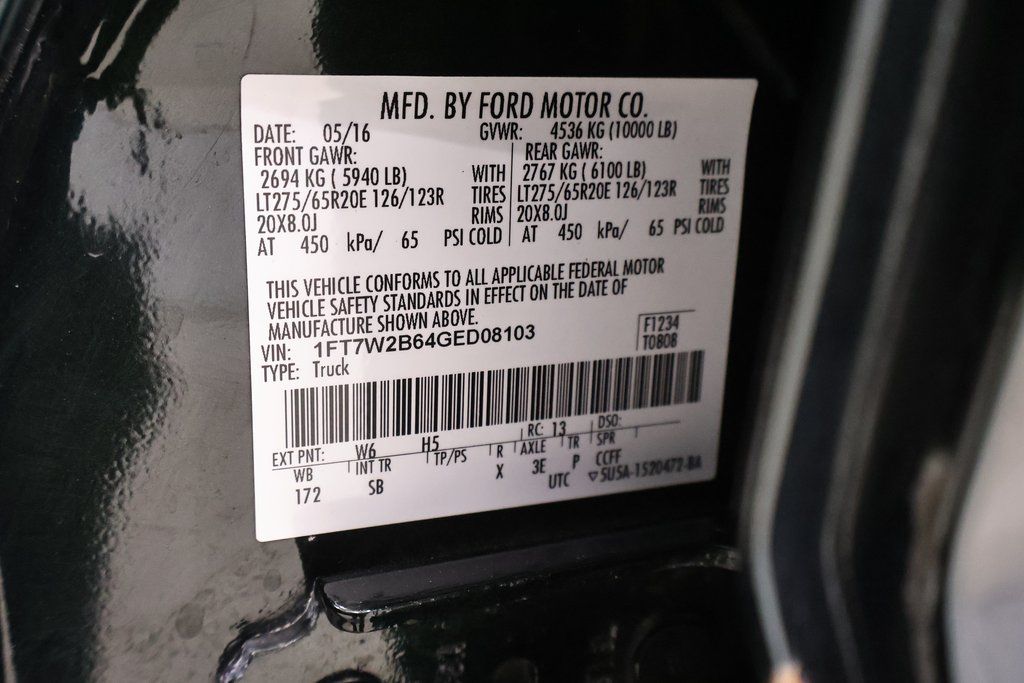 MFD. BY FORD MOTOR CO.
DATE: 05/16 GVWR: 4536 KG (10000 LB)
FRONT GAWR: REAR GAWR:
2694 KG ( 5940 LB) WITH 2767 KG ( 6100 LB) WITH
LT275/65R20E 126/123R TIRES LT275/65R20E 126/123R TIRES
20X8.0J RIMS 20X8.0J RIMS
AT 450 kPa/ 65 PSI COLD AT 450 kPa/ 65 PSI COLD
THIS VEHICLE CONFORMS TO ALL APPLICABLE FEDERAL MOTOR
VEHICLE SAFETY STANDARDS IN EFFECT ON THE DATE OF
MANUFACTURE SHOWN ABOVE.
VIN: 1FT7W2B64GED08103 F1234
TYPE: Truck T0808
EXT PNT: W6 H5 RC: 13 DSO:
WB INT TR TP/PS R AXLE TR SPR
172 SB X 3E P CCFF
UTC ▽5U5A-1520472-BA